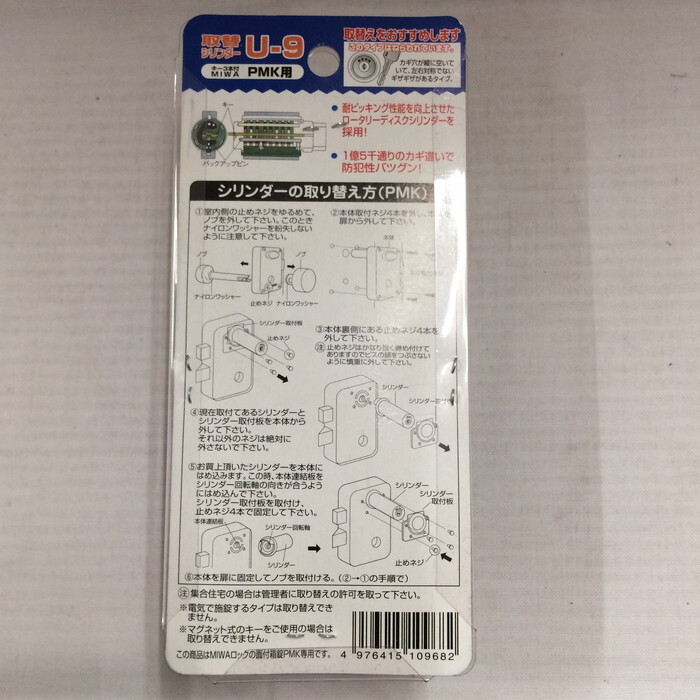 取替
シリンダー
U-9
キー3本付
MIWA PMK用
取替えをおすすめします
このタイプはねらわれています。
カギ穴が縦に空いて
いて、左右対称でない
ギザギザがあるタイプ。
キー
バックアップピン
● 耐ピッキング性能を向上させた
ロータリーディスクシリンダーを
採用!
● 1億5千通りのカギ違いで
防犯性バツグン!
シリンダーの取り替え方(PMK)
①室内側の止めネジをゆるめて、
ノブを外して下さい。このとき
ナイロンワッシャーを紛失しない
ように注意して下さい。
②本体取付ネジ4本を外し、本
扉から外して下さい。
ノブ
ノブ
ナイロンワッシャー
止めネジ
ナイロンワッシャー
本体
シリンダー取付板
止めネジ
③本体裏側にある止めネジ4本を
外して下さい。
注 止めネジはかなり強く締め付けて
ありますのでビスの頭をつぶさない
ように慎重に外して下さい。
シリンダー
シリンダー取付板
④現在取付てあるシリンダーと
シリンダー取付板を本体から
外して下さい。
それ以外のネジは絶対に
外さないで下さい。
⑤お買上頂いたシリンダーを本体に
はめ込みます。この時、本体連結板を
シリンダー回転軸の向きが合うよう
にはめ込んで下さい。
シリンダー取付板を取付け、
止めネジ4本で固定して下さい。
本体連結板
シリンダー回転軸
シリンダー
シリンダー
シリンダー
取付板
止めネジ
⑥本体を扉に固定してノブを取付ける。(②→①の手順で)
注 集合住宅の場合は管理者に取り替えの許可を取って下さい。
※電気で施錠するタイプは取り替えでき
ません。
※マグネット式のキーをご使用の場合は
取り替えできません。
この商品はMIWAロックの面付箱錠PMK専用です。
4 976415 109682